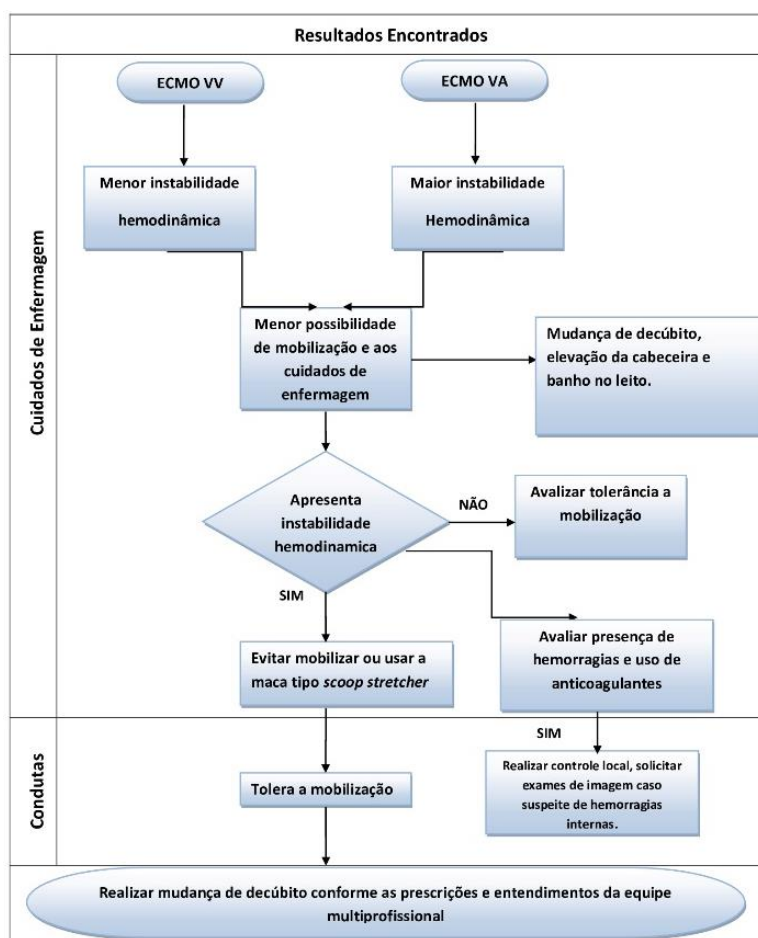 Resultados Encontrados
Cuidados de Enfermagem
ECMO VV
ECMO VA
Menor instabilidade
hemodinâmica
Maior instabilidade
Hemodinâmica
Menor possibilidade
de mobilização e aos
cuidados de
enfermagem
Mudança de decúbito,
elevação da cabeceira e
banho no leito.
Apresenta
instabilidade
hemodinamica
NÃO
Avalizar tolerância a
mobilização
SIM
Evitar mobilizar ou usar a
maca tipo scoop stretcher
Avaliar presença de
hemorragias e uso de
anticoagulantes
Condutas
SIM
Tolera a mobilização
Realizar controle local, solicitar
exames de imagem caso
suspeite de hemorragias
internas.
Realizar mudança de decúbito conforme as prescrições e entendimentos da equipe
multiprofissional